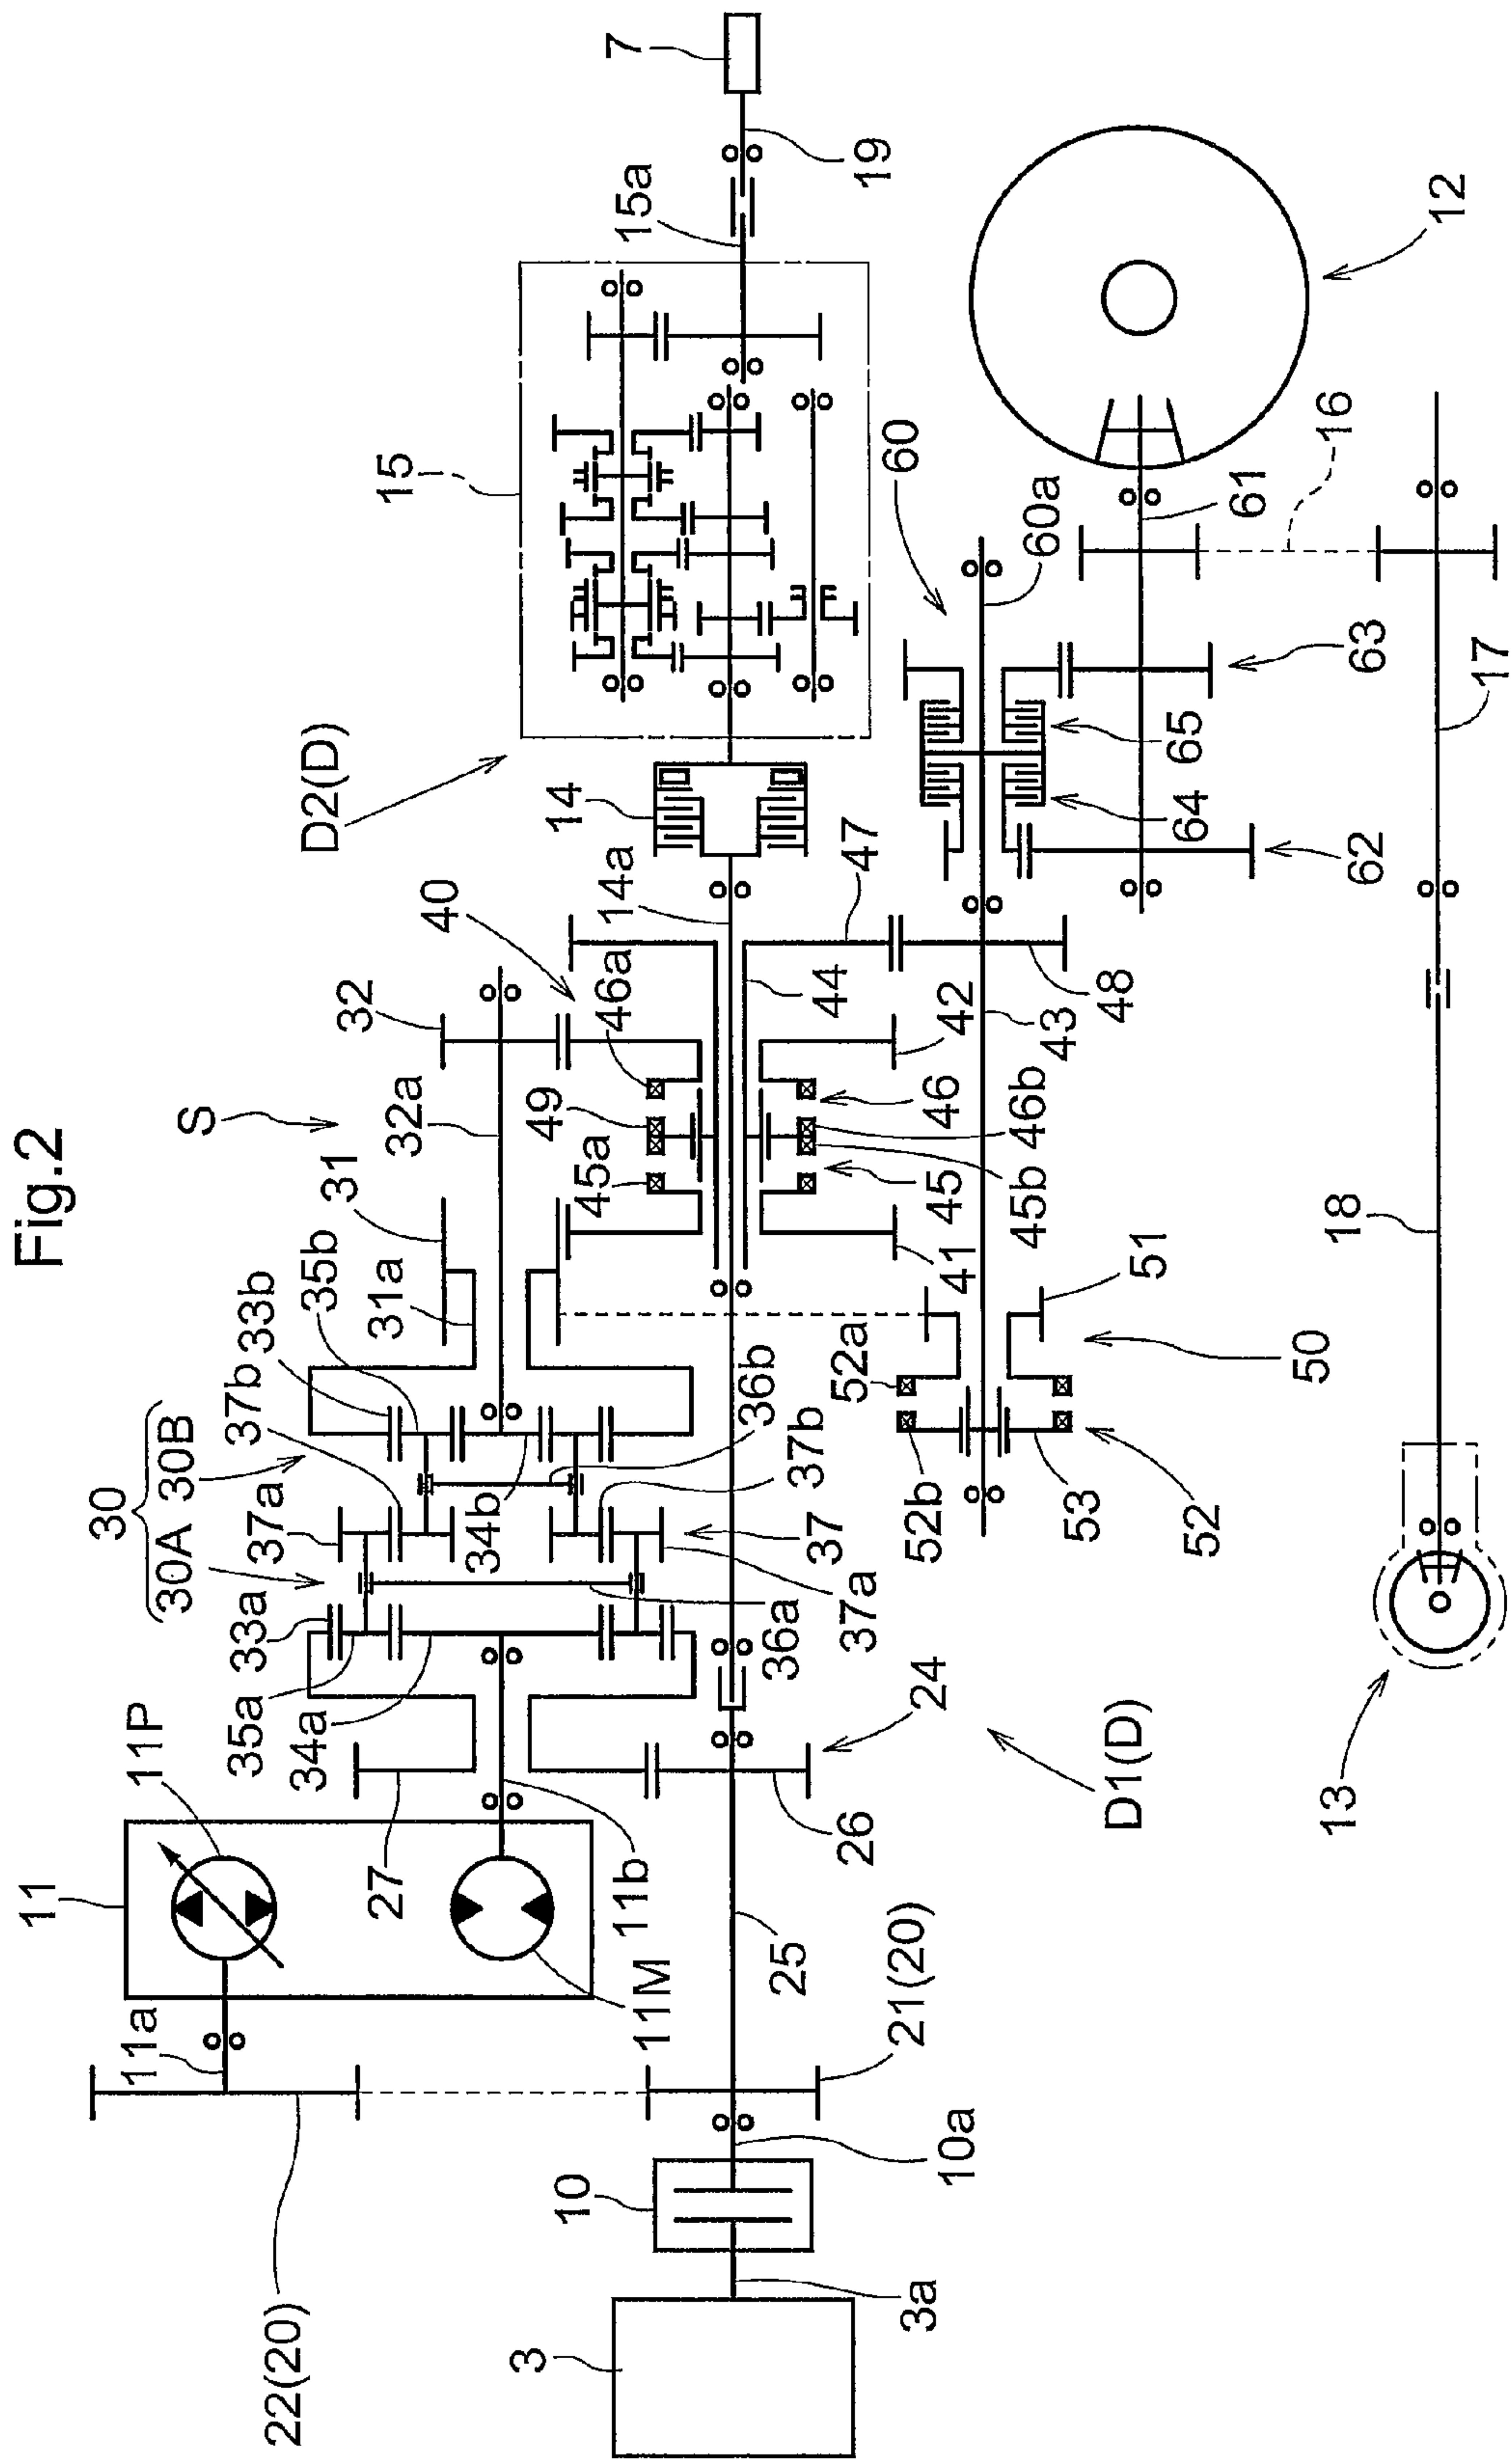 Fig.2
S
D2(D)
D1(D)
7
19
15a
15
12
16
61
60
60a
63
65
64
62
17
18
13
14
14a
47
40
46a
44
42
43
48
32
32a
49
45a
46
46b
45
45b
41
31
31a
35b
33b
37b
30
30A
30B
37a
36b
34b
37b
37
37a
36a
33a
35a
34a
51
50
52a
52b
53
52
24
26
27
25
11
11P
11b
11M
11a
21(20)
22(20)
10
10a
3
3a